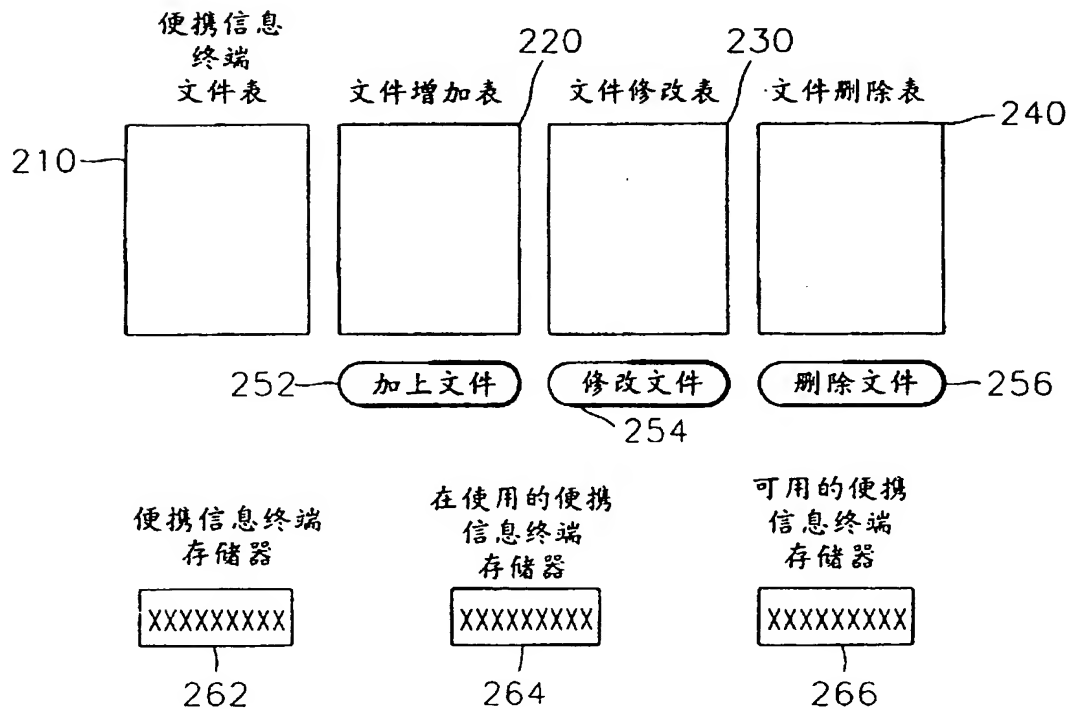 便携信息
终端
文件表
220
230
文件增加表
文件修改表
文件删除表
240
210
252
加上文件
修改文件
删除文件
256
254
便携信息终端
存储器
在使用的便携
信息终端
存储器
可用的便携
信息终端
存储器
XXXXXXXXX
XXXXXXXXX
XXXXXXXXX
262
264
266